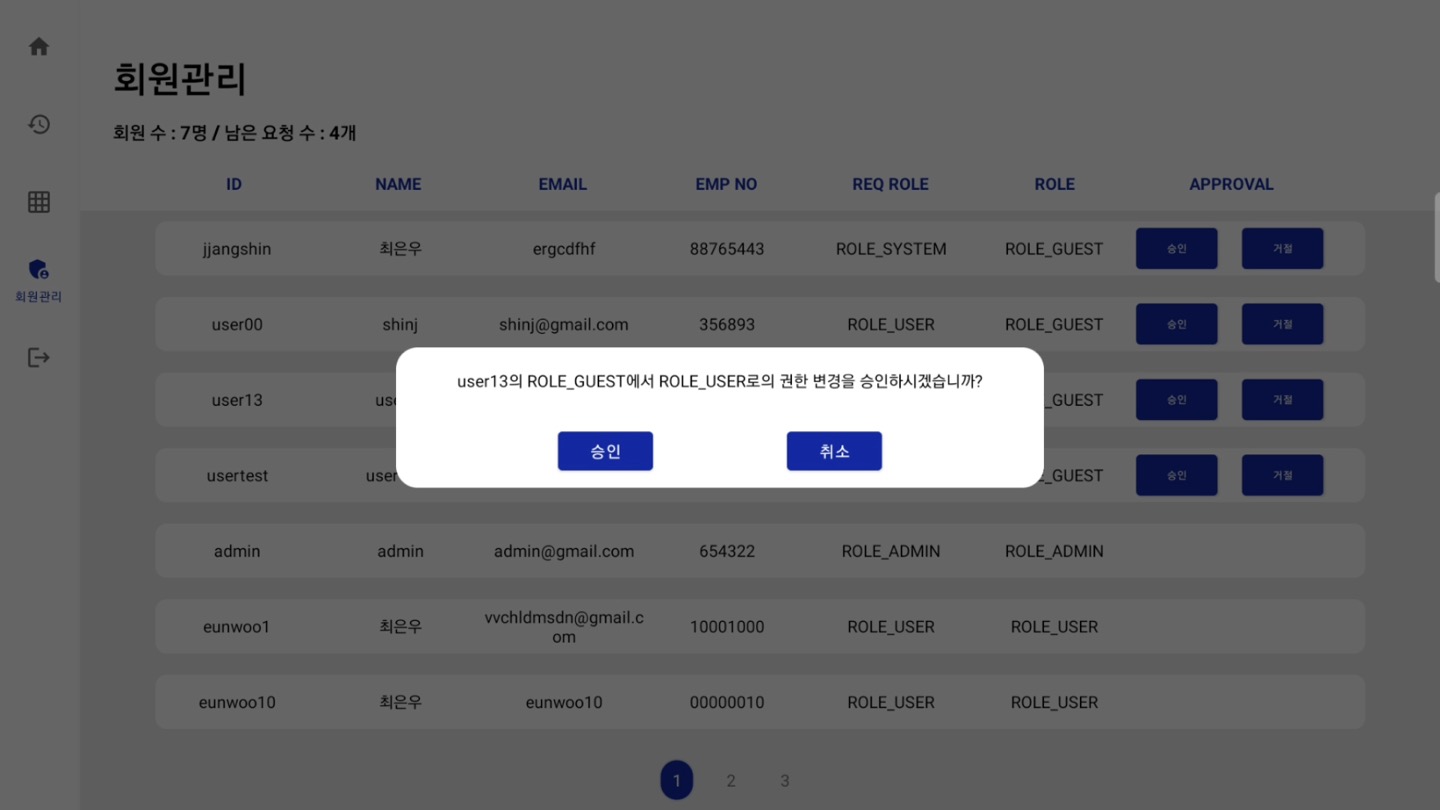 회원관리
회원 수 : 7명 / 남은 요청 수 : 4개
ID NAME EMAIL EMP NO REQ ROLE ROLE APPROVAL
jjangshin 최은우 ergcdfhf 88765443 ROLE_SYSTEM ROLE_GUEST 승인 거절
user00 shinj shinj@gmail.com 356893 ROLE_USER ROLE_GUEST 승인 거절
회원관리
user13의 ROLE_GUEST에서 ROLE_USER로의 권한 변경을 승인하시겠습니까?
승인 취소
user13 _GUEST 승인 거절
usertest user _GUEST 승인 거절
admin admin admin@gmail.com 654322 ROLE_ADMIN ROLE_ADMIN
eunwoo1 최은우 vvchldmsdn@gmail.c
om 10001000 ROLE_USER ROLE_USER
eunwoo10 최은우 eunwoo10 00000010 ROLE_USER ROLE_USER
1 2 3